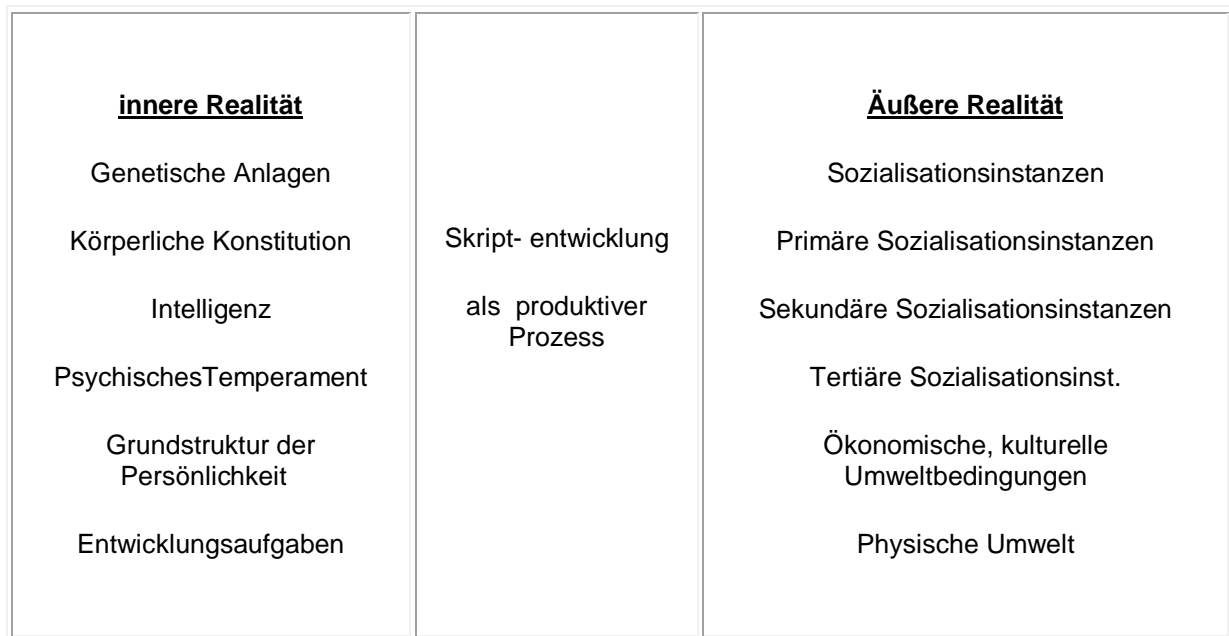 innere Realität
Genetische Anlagen
Körperliche Konstitution
Intelligenz
PsychischesTemperament
Grundstruktur der
Persönlichkeit
Entwicklungsaufgaben
Skript- entwicklung
als produktiver
Prozess
Äußere Realität
Sozialisationsinstanzen
Primäre Sozialisationsinstanzen
Sekundäre Sozialisationsinstanzen
Tertiäre Sozialisationsinst.
Ökonomische, kulturelle
Umweltbedingungen
Physische Umwelt